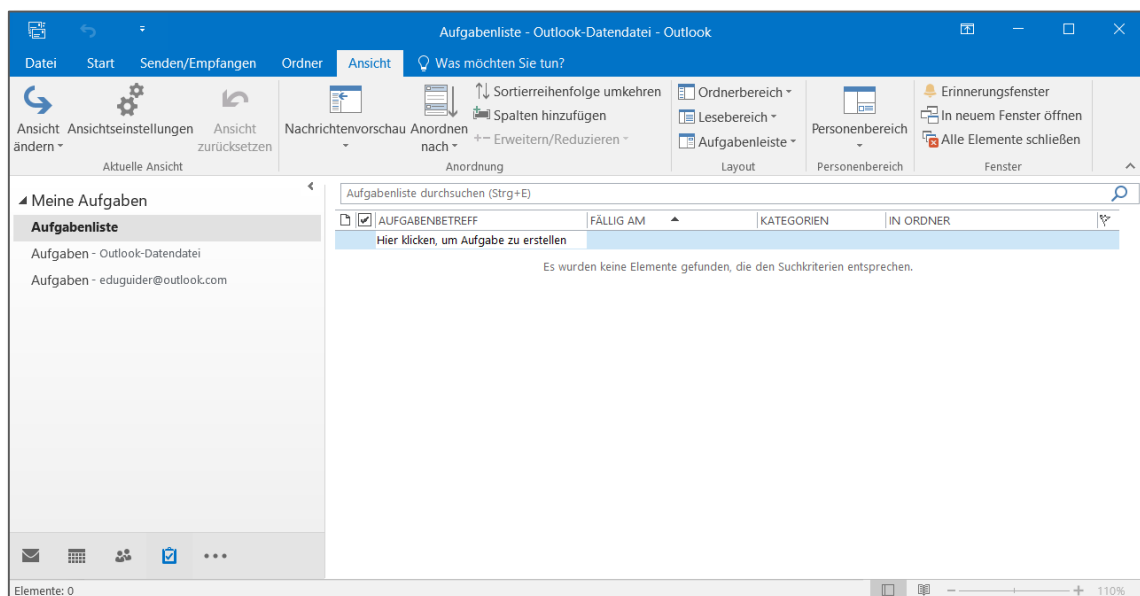 Aufgabenliste - Outlook-Datendatei - Outlook
Datei Start Senden/Empfangen Ordner Ansicht Was möchten Sie tun?
Ansicht ändern
Ansichtseinstellungen
Ansicht zurücksetzen
Aktuelle Ansicht
Nachrichtenvorschau
Anordnen nach
Sortierreihenfolge umkehren
Spalten hinzufügen
+− Erweitern/Reduzieren
Anordnung
Ordnerbereich
Lesebereich
Aufgabenleiste
Layout
Personenbereich
Personenbereich
Erinnerungsfenster
In neuem Fenster öffnen
Alle Elemente schließen
Fenster
Meine Aufgaben
Aufgabenliste
Aufgaben - Outlook-Datendatei
Aufgaben - eduguider@outlook.com
Aufgabenliste durchsuchen (Strg+E)
AUFGABENBETREFF FÄLLIG AM KATEGORIEN IN ORDNER
Hier klicken, um Aufgabe zu erstellen
Es wurden keine Elemente gefunden, die den Suchkriterien entsprechen.
Elemente: 0
110%